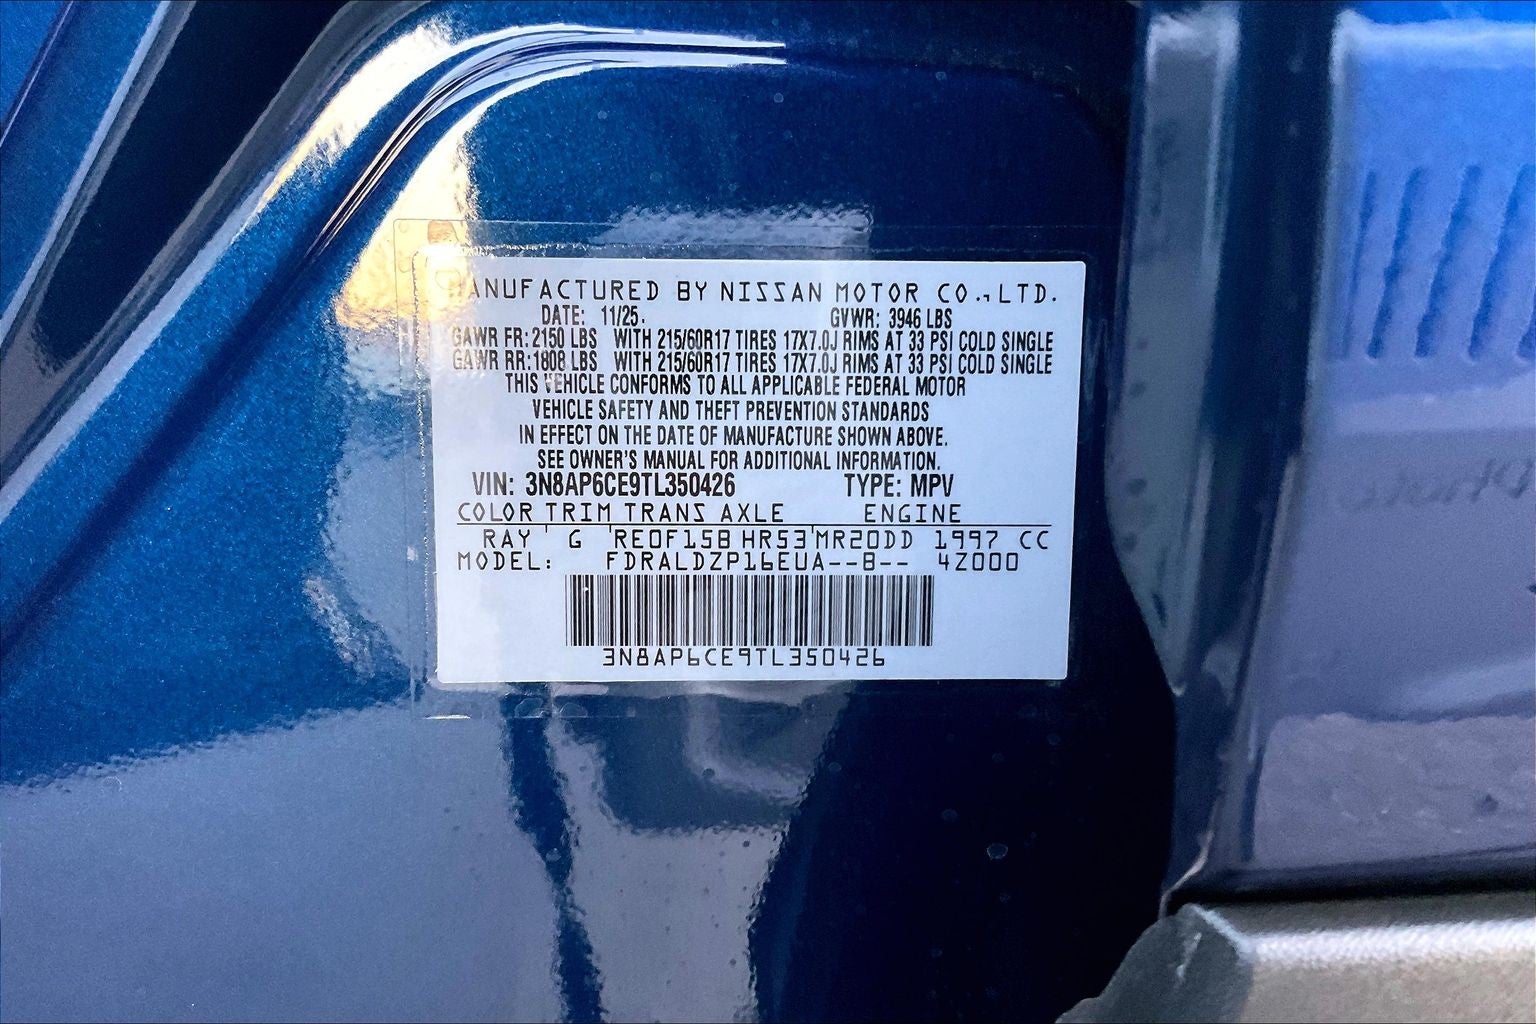 MANUFACTURED BY NISSAN MOTOR CO.,LTD.
DATE: 11/25. GVWR: 3946 LBS
GAWR FR: 2150 LBS WITH 215/60R17 TIRES 17X7.0J RIMS AT 33 PSI COLD SINGLE
GAWR RR: 1808 LBS WITH 215/60R17 TIRES 17X7.0J RIMS AT 33 PSI COLD SINGLE
THIS VEHICLE CONFORMS TO ALL APPLICABLE FEDERAL MOTOR
VEHICLE SAFETY AND THEFT PREVENTION STANDARDS
IN EFFECT ON THE DATE OF MANUFACTURE SHOWN ABOVE.
SEE OWNER'S MANUAL FOR ADDITIONAL INFORMATION.
VIN: 3N8AP6CE9TL350426 TYPE: MPV
COLOR TRIM TRANS AXLE ENGINE
RAY G RE0F15B HR53 MR20DD 1997 CC
MODEL: FDRALDZP16EUA--B-- 4Z000
3N8AP6CE9TL350426